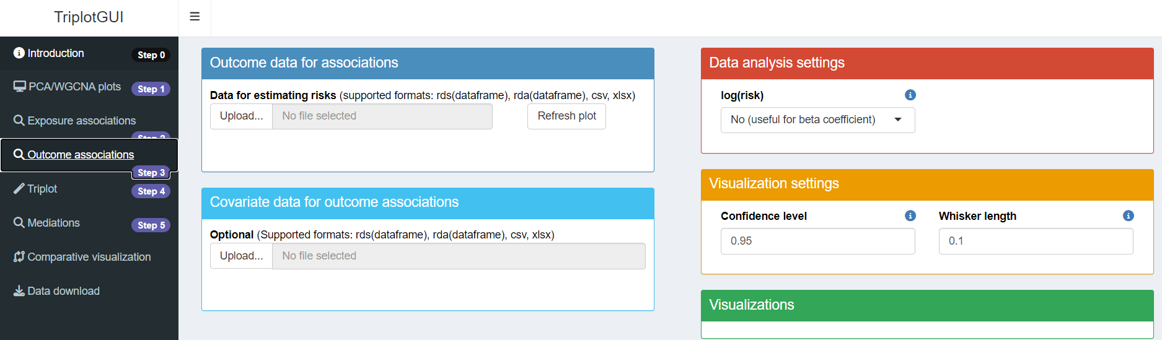 TriplotGUI
Introduction
Step 0
PCA/WGCNA plots
Step 1
Exposure associations
Outcome associations
Step 3
Triplot
Step 4
Mediations
Step 5
Comparative visualization
Data download
Outcome data for associations
Data for estimating risks (supported formats: rds(dataframe), rda(dataframe), csv, xlsx)
Upload...
No file selected
Refresh plot
Covariate data for outcome associations
Optional (Supported formats: rds(dataframe), rda(dataframe), csv, xlsx)
Upload...
No file selected
Data analysis settings
log(risk)
No (useful for beta coefficient)
Visualization settings
Confidence level
Whisker length
0.95
0.1
Visualizations